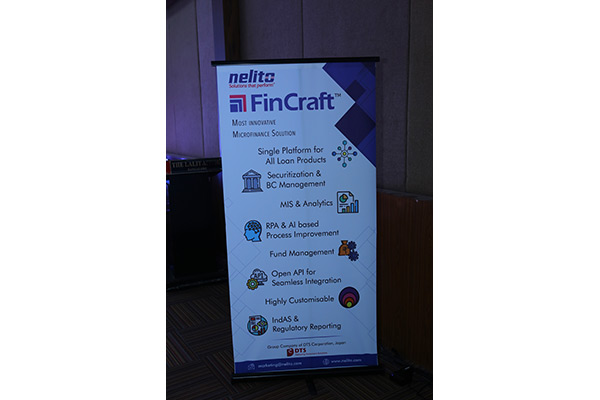 nelito
Solutions that perform
FinCraft™
MOST INNOVATIVE
MICROFINANCE SOLUTION
Single Platform for
All Loan Products
Securitization &
BC Management
MIS & Analytics
RPA & AI based
Process Improvement
Fund Management
API
Open API for
Seamless Integration
Highly Customisable
IndAS &
Regulatory Reporting
Group Company of DTS Corporation, Japan
DTS
marketing@nelito.com
www.nelito.com
THE LALIT